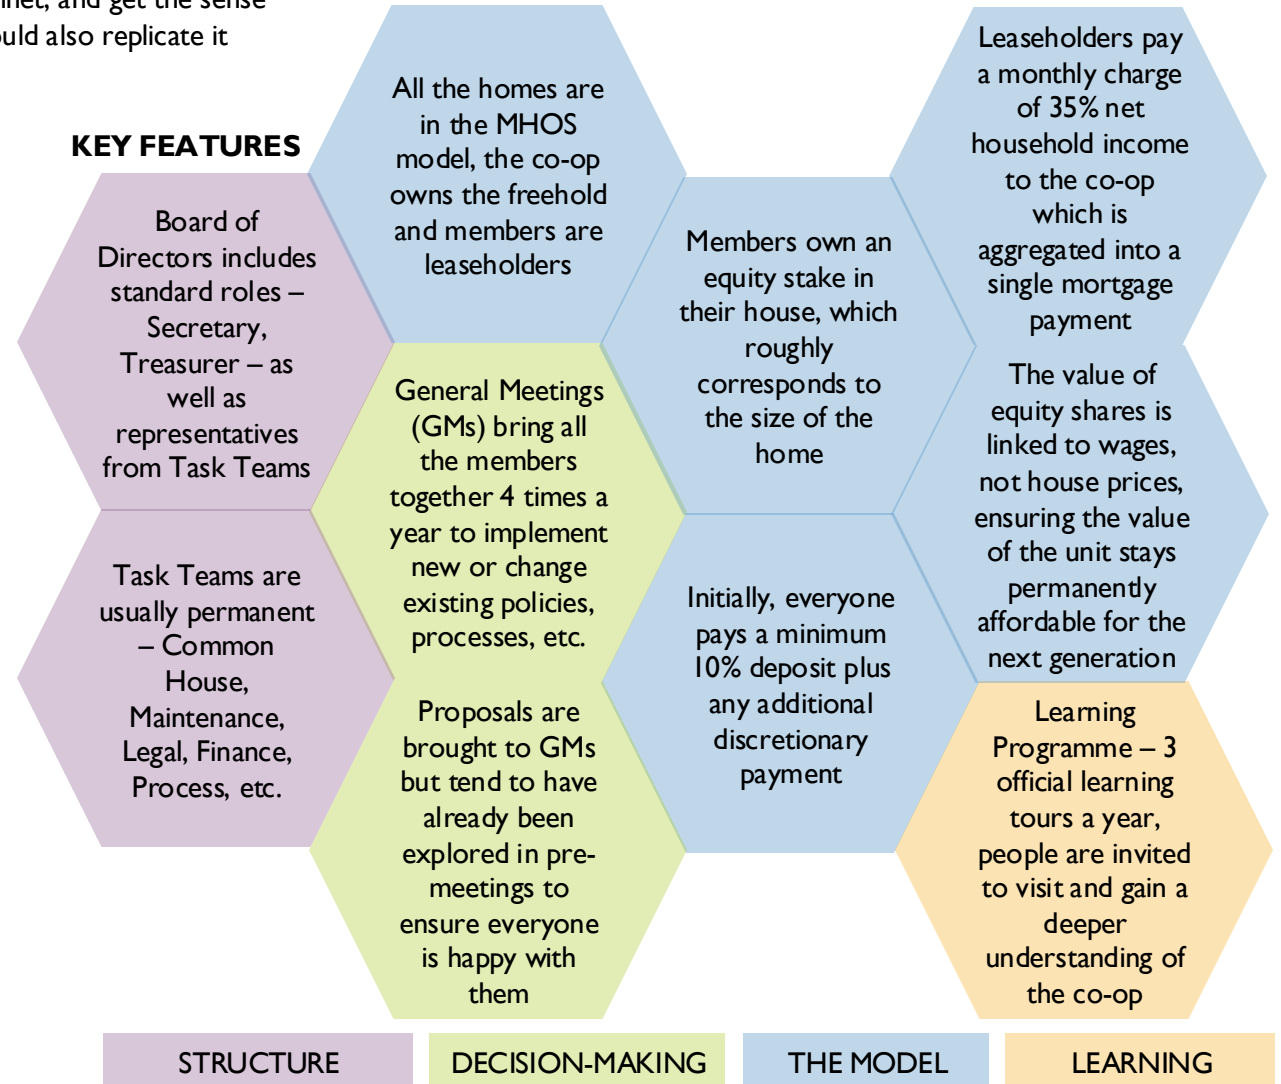 and get the sense
also replicate it
KEY FEATURES
Board of
Directors includes
standard roles –
Secretary,
Treasurer – as
well as
representatives
from Task Teams
Task Teams are
usually permanent
– Common
House,
Maintenance,
Legal, Finance,
Process, etc.
All the homes are
in the MHOS
model, the co-op
owns the freehold
and members are
leaseholders
General Meetings
(GMs) bring all
the members
together 4 times a
year to implement
new or change
existing policies,
processes, etc.
Proposals are
brought to GMs
but tend to have
already been
explored in pre-
meetings to
ensure everyone
is happy with
them
Members own an
equity stake in
their house, which
roughly
corresponds to
the size of the
home
Initially, everyone
pays a minimum
10% deposit plus
any additional
discretionary
payment
Leaseholders pay
a monthly charge
of 35% net
household income
to the co-op
which is
aggregated into a
single mortgage
payment
The value of
equity shares is
linked to wages,
not house prices,
ensuring the value
of the unit stays
permanently
affordable for the
next generation
Learning
Programme – 3
official learning
tours a year,
people are invited
to visit and gain a
deeper
understanding of
the co-op
STRUCTURE
DECISION-MAKING
THE MODEL
LEARNING